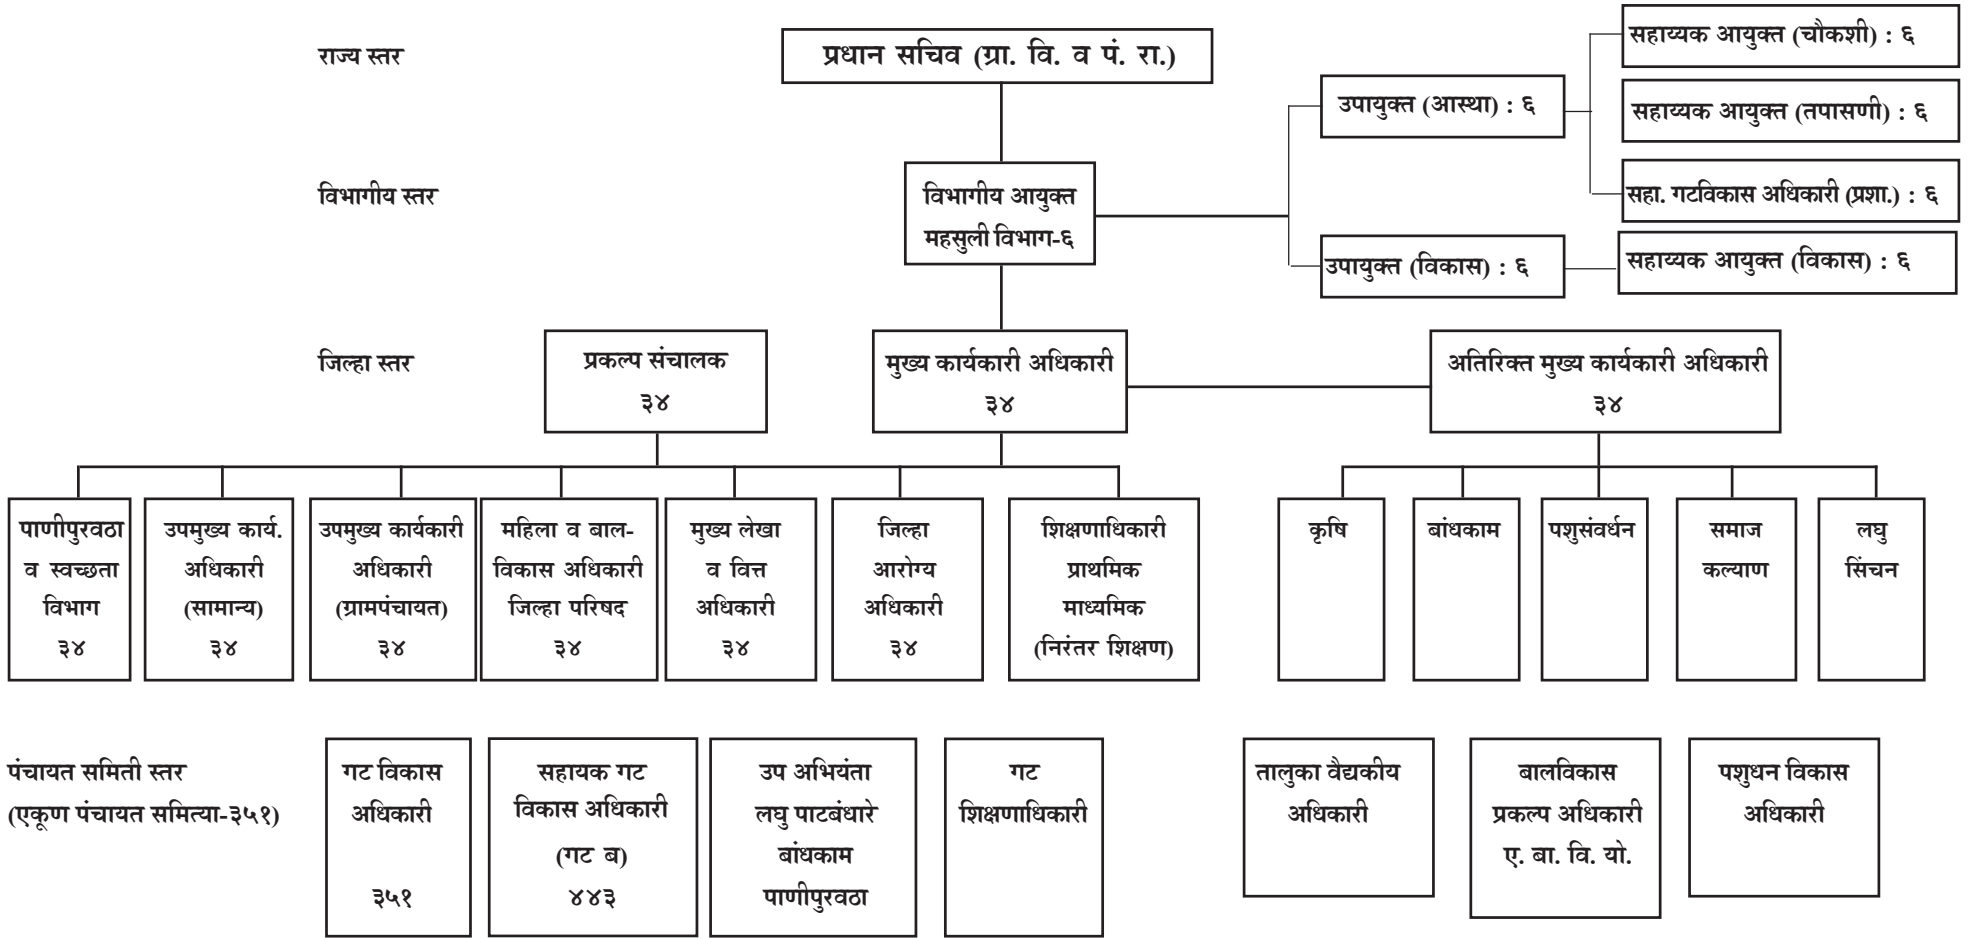 राज्य स्तर
प्रधान सचिव (ग्रा. वि. व पं. रा.)
सहाय्यक आयुक्त (चौकशी) : ६
उपायुक्त (आस्था) : ६
सहाय्यक आयुक्त (तपासणी) : ६
विभागीय स्तर
विभागीय आयुक्त
महसुली विभाग-६
सहा. गटविकास अधिकारी (प्रशा.) : ६
उपायुक्त (विकास) : ६
सहाय्यक आयुक्त (विकास) : ६
जिल्हा स्तर
प्रकल्प संचालक
३४
मुख्य कार्यकारी अधिकारी
३४
अतिरिक्त मुख्य कार्यकारी अधिकारी
३४
पाणीपुरवठा
व स्वच्छता
विभाग
३४
उपमुख्य कार्य.
अधिकारी
(सामान्य)
३४
उपमुख्य कार्यकारी
अधिकारी
(ग्रामपंचायत)
३४
महिला व बाल-
विकास अधिकारी
जिल्हा परिषद
३४
मुख्य लेखा
व वित्त
अधिकारी
३४
जिल्हा
आरोग्य
अधिकारी
३४
शिक्षणाधिकारी
प्राथमिक
माध्यमिक
(निरंतर शिक्षण)
कृषि
बांधकाम
पशुसंवर्धन
समाज
कल्याण
लघु
सिंचन
पंचायत समिती स्तर
(एकूण पंचायत समित्या-३५१)
गट विकास
अधिकारी
३५१
सहायक गट
विकास अधिकारी
(गट ब)
४४३
उप अभियंता
लघु पाटबंधारे
बांधकाम
पाणीपुरवठा
गट
शिक्षणाधिकारी
तालुका वैद्यकीय
अधिकारी
बालविकास
प्रकल्प अधिकारी
ए. बा. वि. यो.
पशुधन विकास
अधिकारी